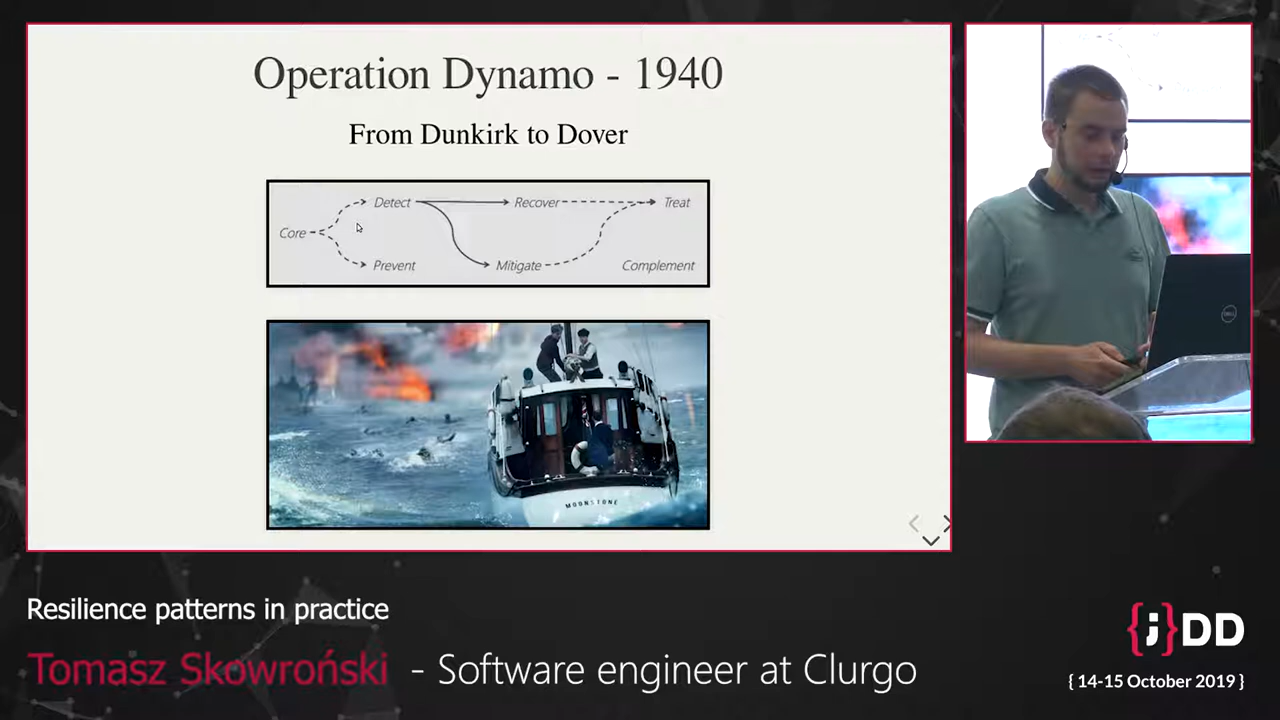 Operation Dynamo - 1940
From Dunkirk to Dover
Core
Detect
Recover
Treat
Prevent
Mitigate
Complement
MOONSTONE
DELL
Resilience patterns in practice
Tomasz Skowroński - Software engineer at Clurgo
{;}DD
{ 14-15 October 2019 }